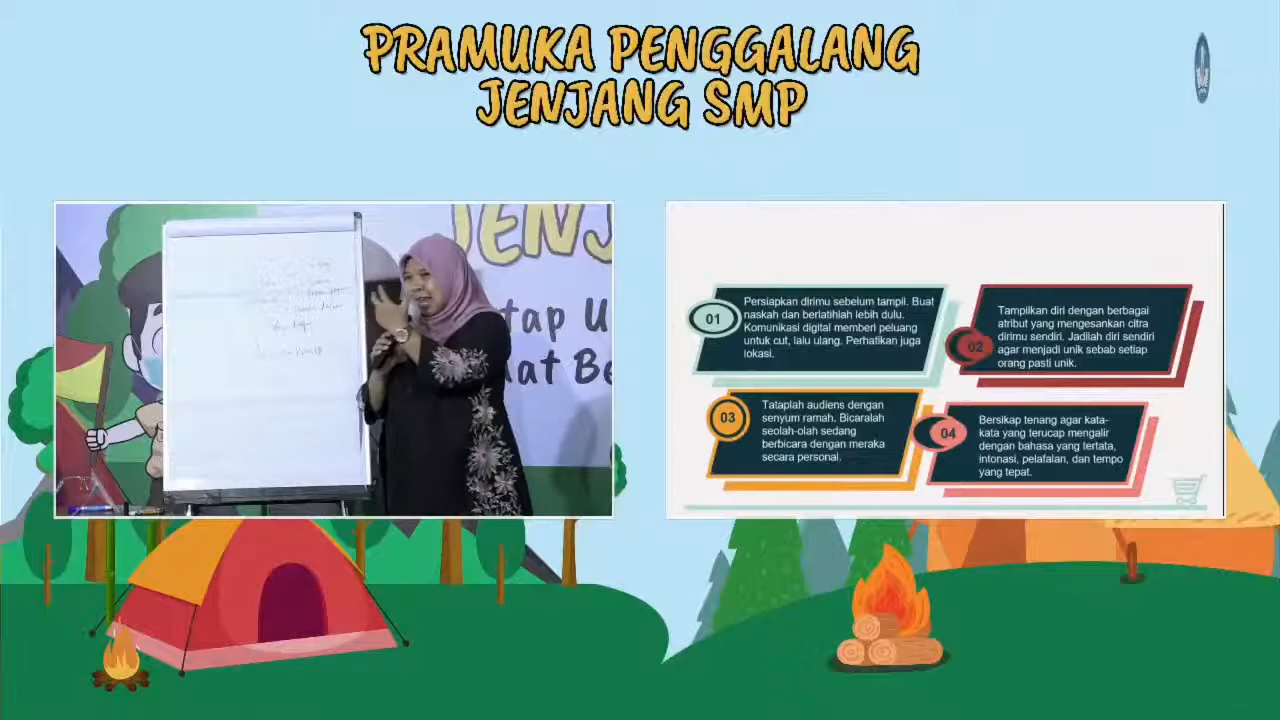 PRAMUKA PENGGALANG
JENJANG SMP
JENJ
tap U
at Be
01
Persiapkan dirimu sebelum tampil. Buat
naskah dan berlatihlah lebih dulu.
Komunikasi digital memberi peluang
untuk cut, lalu ulang. Perhatikan juga
lokasi.
02
Tampilkan diri dengan berbagai
atribut yang mengesankan citra
dirimu sendiri. Jadilah diri sendiri
agar menjadi unik sebab setiap
orang pasti unik.
03
Tataplah audiens dengan
senyum ramah. Bicaralah
seolah-olah sedang
berbicara dengan mereka
secara personal.
04
Bersikap tenang agar kata-
kata yang terucap mengalir
dengan bahasa yang tertata,
intonasi, pelafalan, dan tempo
yang tepat.